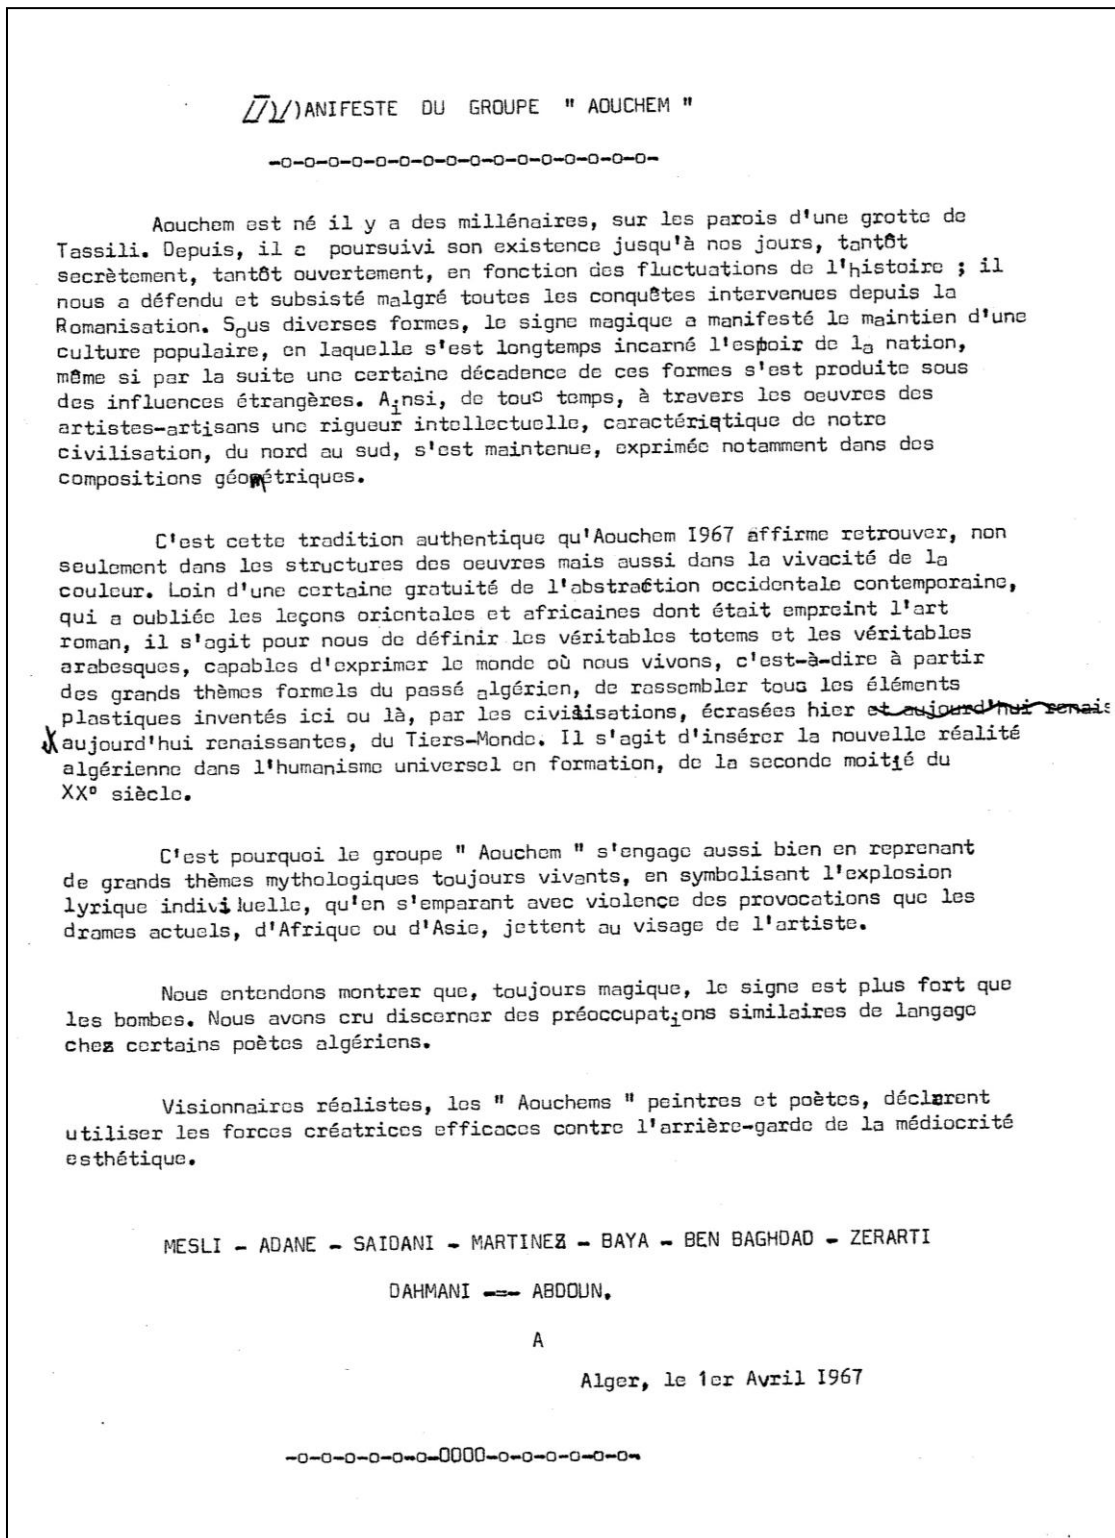 MANIFESTE DU GROUPE " AOUCHEM "
-o-o-o-o-o-o-o-o-o-o-o-o-o-o-o-o-
Aouchem est né il y a des millénaires, sur les parois d'une grotte de
Tassili. Depuis, il a poursuivi son existence jusqu'à nos jours, tantôt
secrètement, tantôt ouvertement, en fonction des fluctuations de l'histoire ; il
nous a défendu et subsisté malgré toutes les conquêtes intervenues depuis la
Romanisation. Sous diverses formes, le signe magique a manifesté le maintien d'une
culture populaire, en laquelle s'est longtemps incarné l'espoir de la nation,
même si par la suite une certaine décadence de ces formes s'est produite sous
des influences étrangères. Ainsi, de tous temps, à travers les oeuvres des
artistes-artisans une rigueur intellectuelle, caractériqtique de notre
civilisation, du nord au sud, s'est maintenue, exprimée notamment dans des
compositions géométriques.
C'est cette tradition authentique qu'Aouchem I967 affirme retrouver, non
seulement dans les structures des oeuvres mais aussi dans la vivacité de la
couleur. Loin d'une certaine gratuité de l'abstraction occidentale contemporaine,
qui a oubliée les leçons orientales et africaines dont était empreint l'art
roman, il s'agit pour nous de définir les véritables totems et les véritables
arabesques, capables d'exprimer le monde où nous vivons, c'est-à-dire à partir
des grands thèmes formels du passé algérien, de rassembler tous les éléments
plastiques inventés ici ou là, par les civilisations, écrasées hier et aujourd'hui renais
aujourd'hui renaissantes, du Tiers-Monde. Il s'agit d'insérer la nouvelle réalité
algérienne dans l'humanisme universel en formation, de la seconde moitié du
XX° siècle.
C'est pourquoi le groupe " Aouchem " s'engage aussi bien en reprenant
de grands thèmes mythologiques toujours vivants, en symbolisant l'explosion
lyrique individuelle, qu'en s'emparant avec violence des provocations que les
drames actuels, d'Afrique ou d'Asie, jettent au visage de l'artiste.
Nous entendons montrer que, toujours magique, le signe est plus fort que
les bombes. Nous avons cru discerner des préoccupations similaires de langage
chez certains poètes algériens.
Visionnaires réalistes, les " Aouchems " peintres et poètes, déclarent
utiliser les forces créatrices efficaces contre l'arrière-garde de la médiocrité
esthétique.
MESLI - ADANE - SAIDANI - MARTINEZ - BAYA - BEN BAGHDAD - ZERARTI
DAHMANI -=- ABDOUN.
A
Alger, le 1er Avril I967
-o-o-o-o-o-o-OOOO-o-o-o-o-o-o-